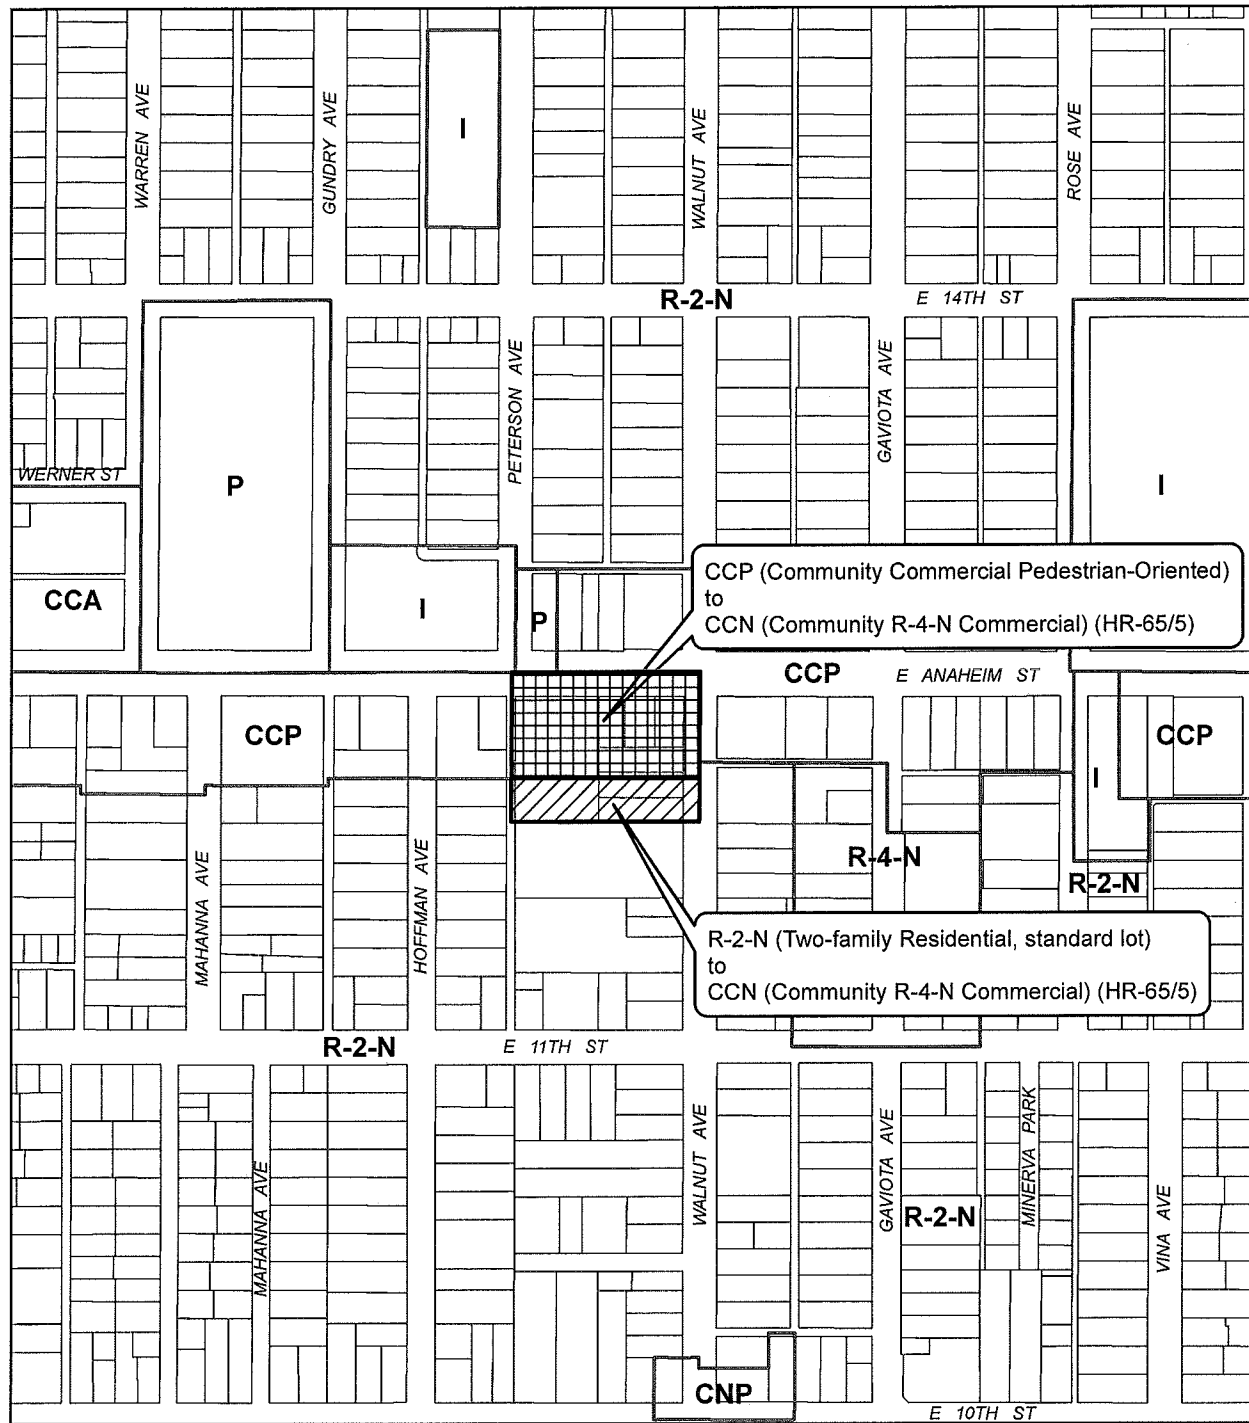 WARREN AVE
GUNDRY AVE
I
WALNUT AVE
ROSE AVE
R-2-N
E 14TH ST
PETERSON AVE
GAVIOTA AVE
WERNER ST
P
I
CCA
I
P
CCP (Community Commercial Pedestrian-Oriented)
to
CCN (Community R-4-N Commercial) (HR-65/5)
CCP
E ANAHEIM ST
CCP
CCP
I
MAHANNA AVE
HOFFMAN AVE
R-4-N
R-2-N
R-2-N (Two-family Residential, standard lot)
to
CCN (Community R-4-N Commercial) (HR-65/5)
R-2-N
E 11TH ST
MAHANNA AVE
WALNUT AVE
GAVIOTA AVE
R-2-N
MINERVA PARK
VINA AVE
CNP
E 10TH ST